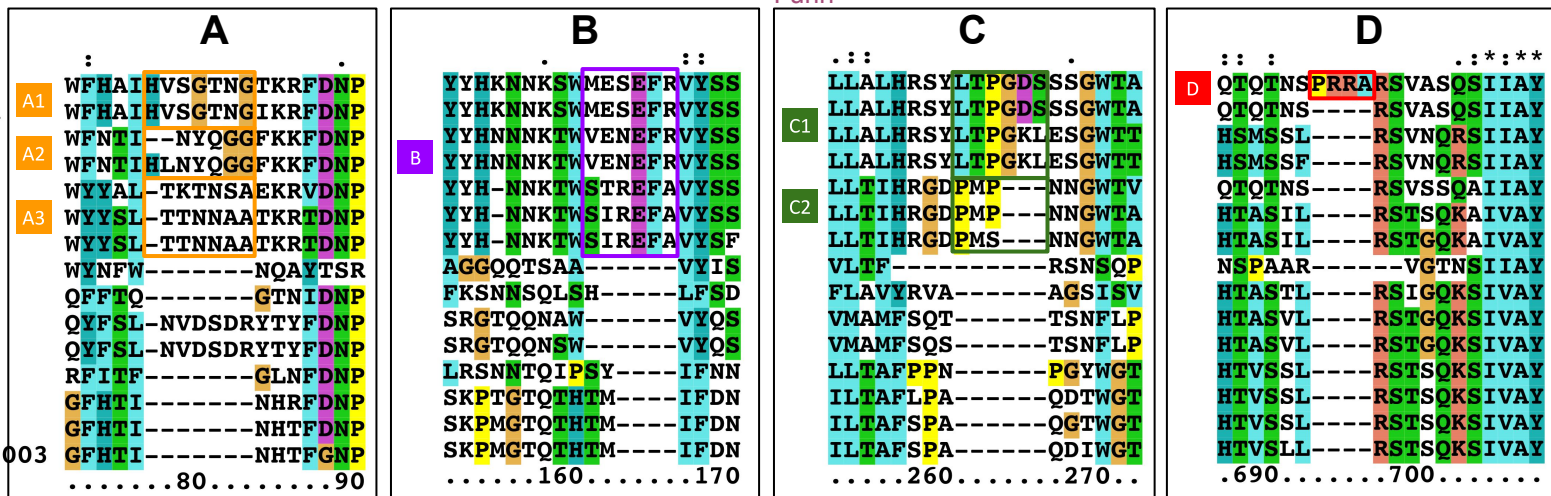 A
:
A1
A2
A3
WFHAIHVSGTNGTKRFDNP
WFHAIHVSGTNGIKRFDNP
WFNTI--NYQGGFKKFDNP
WFNTIHLNYQGGFKKFDNP
WYYAL-TKTNSAEKRVDNP
WYYSL-TTNNAATKRTDNP
WYYSL-TTNNAATKRTDNP
WYNFW-------NQAYTSR
QFFTQ-------GTNIDNP
QYFSL-NVDSDRYTYFDNP
QYFSL-NVDSDRYTYFDNP
RFITF-------GLNFDNP
GFHTI-------NHRFDNP
GFHTI-------NHTFDNP
003 GFHTI-------NHTFGNP
.......80........90
B
. ::
B
YYHKNNKSWMESEFRVYSS
YYHKNNKSWMESEFRVYSS
YYHNNNKTWVENEFRVYSS
YYHNNNKTWVENEFRVYSS
YYH-NNKTWSTREFAVYSS
YYH-NNKTWSIREFAVYSS
YYH-NNKTWSIREFAVYSF
AGGQQTSAA------VYIS
FKSNNSQLSH-----LFSD
SRGTQQNAW------VYQS
SRGTQQNSW------VYQS
LRSNNTQIPSY----IFNN
SKPTGTQTHTM----IFDN
SKPMGTQTHTM----IFDN
SKPMGTQTHTM----IFDN
......160.......170
C
.:: .
C1
C2
LLALHRSYLTPGDSSSGWTA
LLALHRSYLTPGDSSSGWTA
LLALHRSYLTPGKLESGWTT
LLALHRSYLTPGKLESGWTT
LLTIHRGDPMP---NNGWTV
LLTIHRGDPMP---NNGWTA
LLTIHRGDPMS---NNGWTA
VLTF----------RSNSQP
FLAVYRVA------AGSISV
VMAMFSQT------TSNFLP
VMAMFSQS------TSNFLP
LLTAFPPN------PGYWGT
ILTAFLPA------QDTWGT
ILTAFSPA------QGTWGT
ILTAFSPA------QDIWGT
.....260.......270..
D
:: : .:*:**
D
QTQTNSPRRARSVASQSIIAY
QTQTNS----RSVASQSIIAY
HSMSSL----RSVNQRSIIAY
HSMSSF----RSVNQRSIIAY
QTQTNS----RSVSSQAIIAY
HTASIL----RSTSQKAIVAY
HTASIL----RSTGQKAIVAY
NSPAAR------VGTNSIIAY
HTASTL----RSIGQKSIVAY
HTASVL----RSTGQKSIVAY
HTASVL----RSTGQKSIVAY
HTVSSL----RSTSQKSIVAY
HTVSSL----RSTSQKSIVAY
HTVSSL----RSTSQKSIVAY
HTVSLL----RSTSQKSIVAY
.690.......700.......